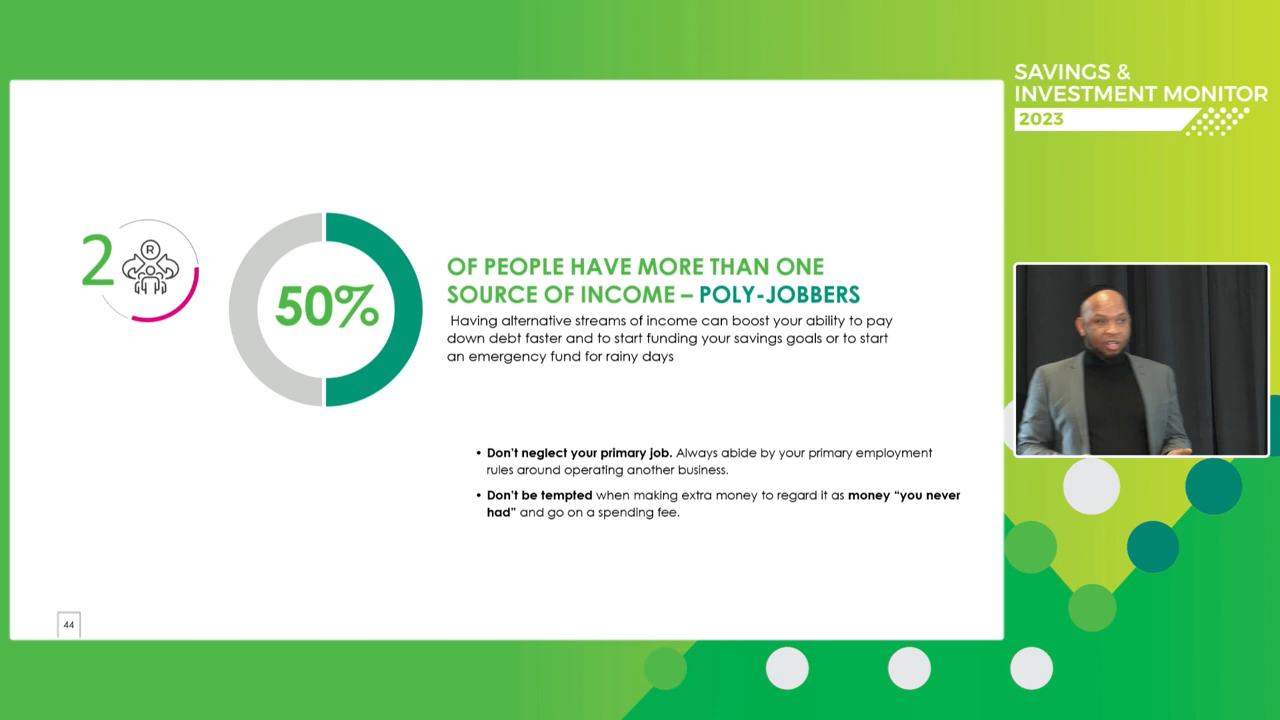 SAVINGS &
INVESTMENT MONITOR
2023
2
R
50%
OF PEOPLE HAVE MORE THAN ONE
SOURCE OF INCOME – POLY-JOBBERS
Having alternative streams of income can boost your ability to pay
down debt faster and to start funding your savings goals or to start
an emergency fund for rainy days
• Don’t neglect your primary job. Always abide by your primary employment
rules around operating another business.
• Don’t be tempted when making extra money to regard it as money “you never
had” and go on a spending fee.
44